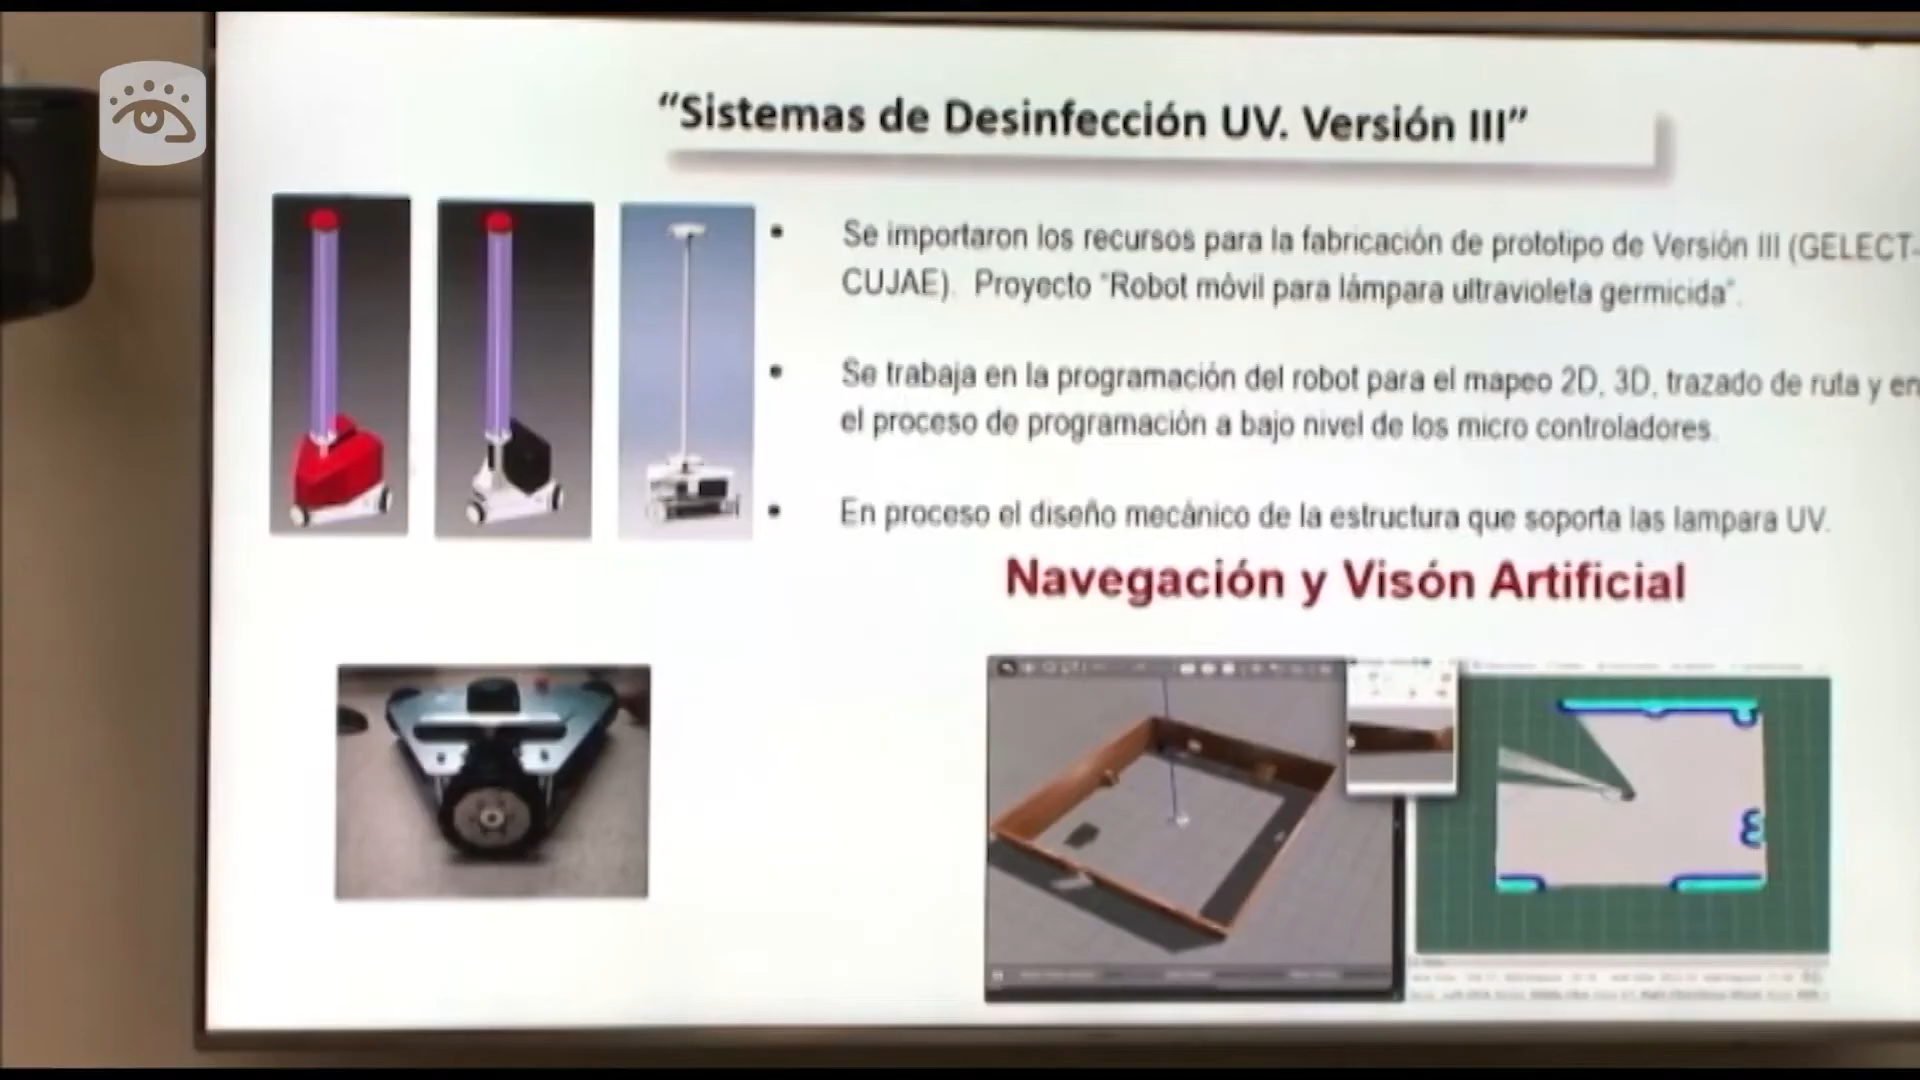 “Sistemas de Desinfección UV. Versión III”
• Se importaron los recursos para la fabricación de prototipo de Versión III (GELECT-
CUJAE). Proyecto “Robot móvil para lámpara ultravioleta germicida”.
• Se trabaja en la programación del robot para el mapeo 2D, 3D, trazado de ruta y en
el proceso de programación a bajo nivel de los micro controladores.
• En proceso el diseño mecánico de la estructura que soporta las lampara UV.
Navegación y Visón Artificial